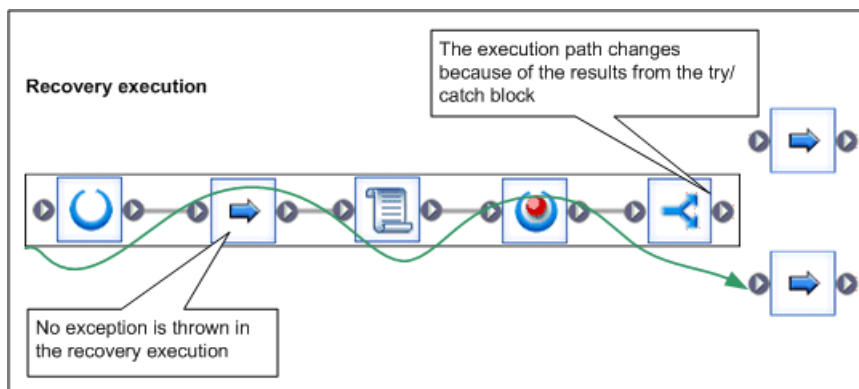 The execution path changes
because of the results from the try/
catch block
Recovery execution
No exception is thrown in
the recovery execution